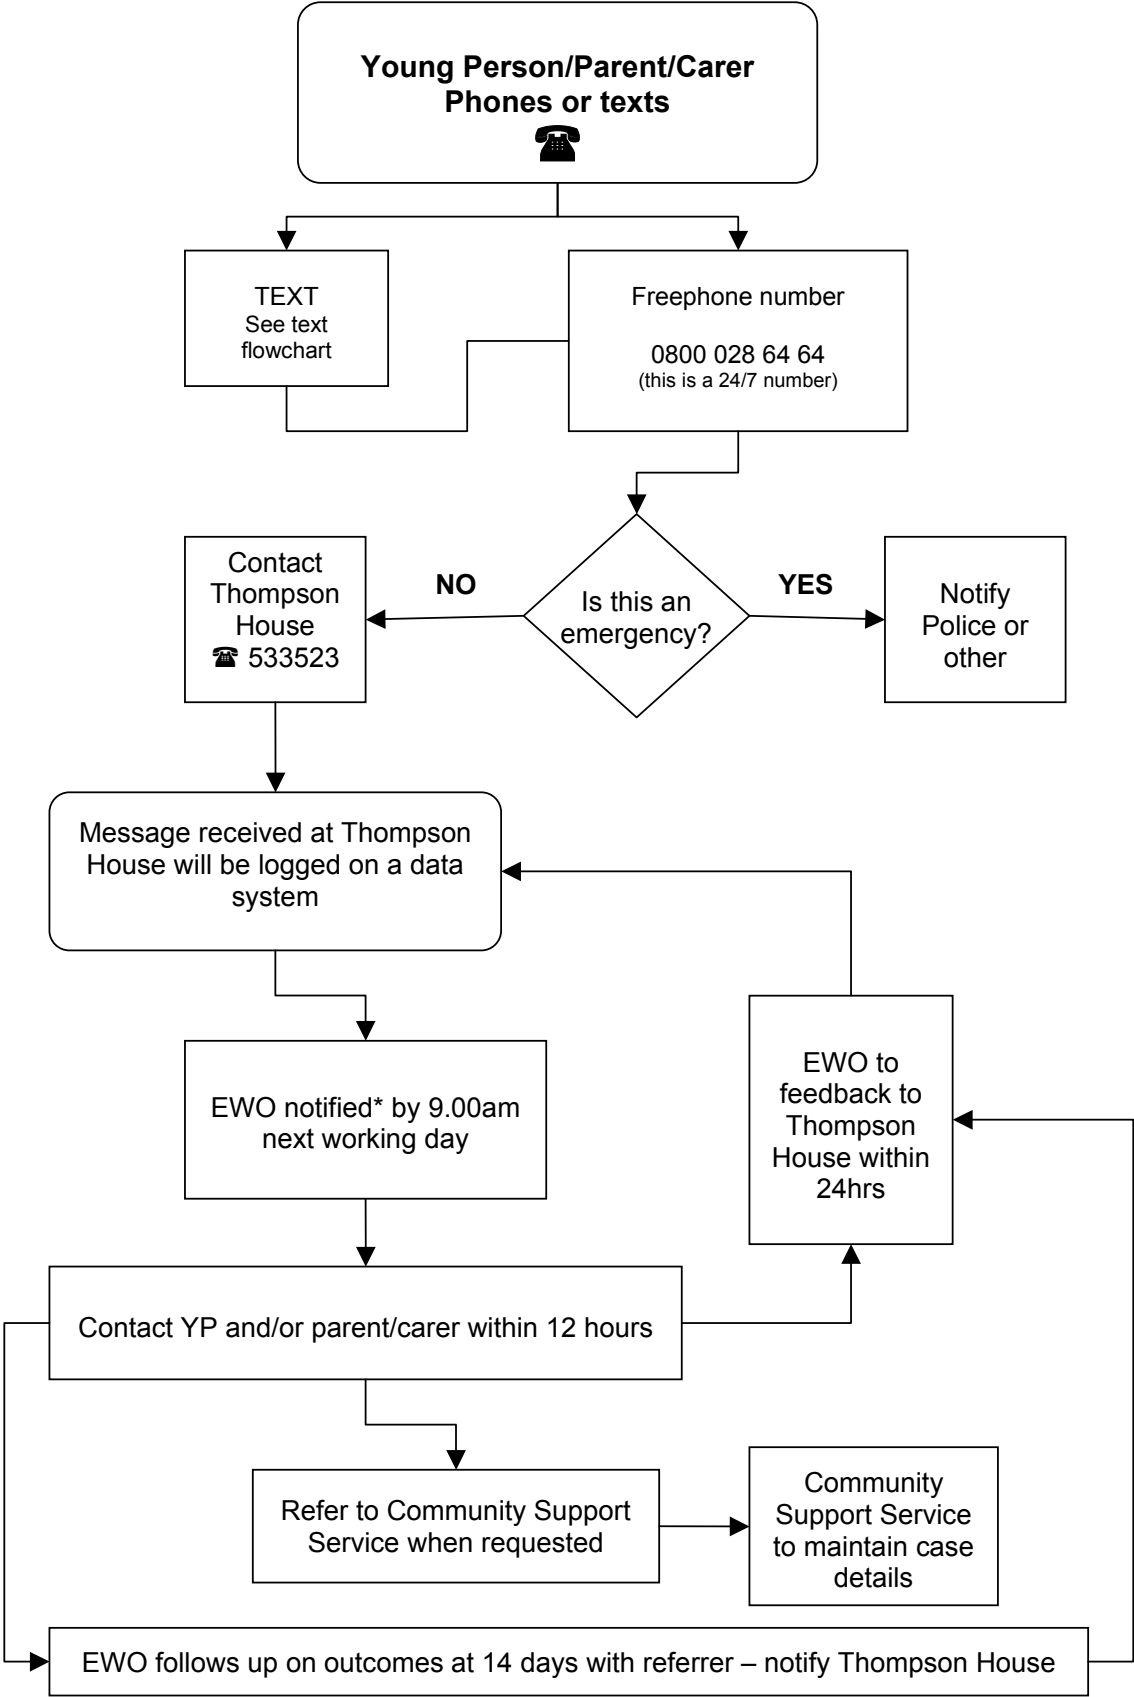 Young Person/Parent/Carer
Phones or texts
☎
TEXT
See text
flowchart
Freephone number
0800 028 64 64
(this is a 24/7 number)
Is this an
emergency?
NO
YES
Contact
Thompson
House
☎ 533523
Notify
Police or
other
Message received at Thompson
House will be logged on a data
system
EWO notified* by 9.00am
next working day
EWO to
feedback to
Thompson
House within
24hrs
Contact YP and/or parent/carer within 12 hours
Refer to Community Support
Service when requested
Community
Support Service
to maintain case
details
EWO follows up on outcomes at 14 days with referrer – notify Thompson House